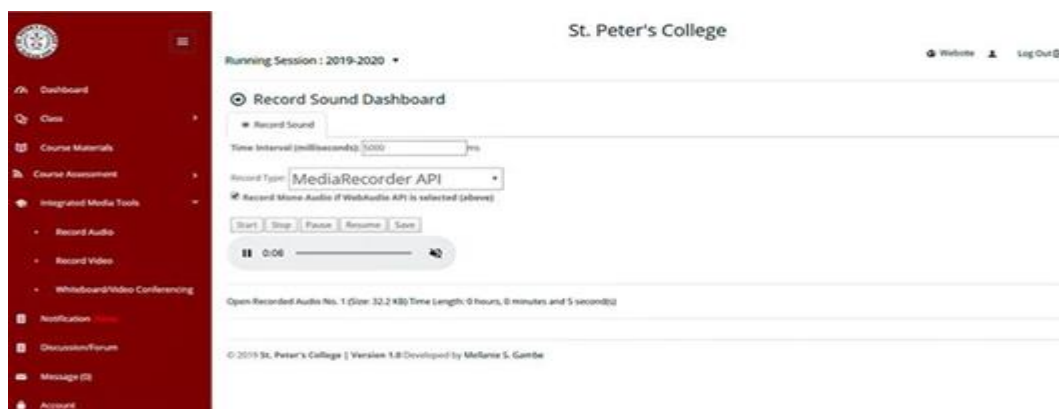 St. Peter's College
Running Session : 2019-2020
Website
Log Out
Dashboard
Class
Course Materials
Course Assessment
Integrated Media Tools
Record Audio
Record Video
Whiteboard/Video Conferencing
Notification
Discussion/Forum
Message (0)
Account
Record Sound Dashboard
Record Sound
Time Interval (milliseconds): 5000 ms
Record Type: MediaRecorder API
Record Mono Audio if WebAudio API is selected (above)
Start Stop Pause Resume Save
0:06
Open Recorded Audio No. 1 (Size: 32.2 KB) Time Length: 0 hours, 0 minutes and 5 second(s)
© 2019 St. Peter's College | Version 1.8 Developed by Mellanie S. Gambe